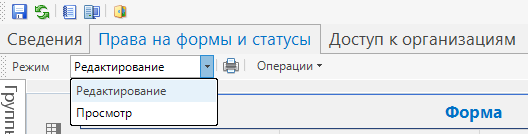 Сведения Права на формы и статусы Доступ к организациям
Режим Редактирование Операции
Редактирование
Просмотр
Форма